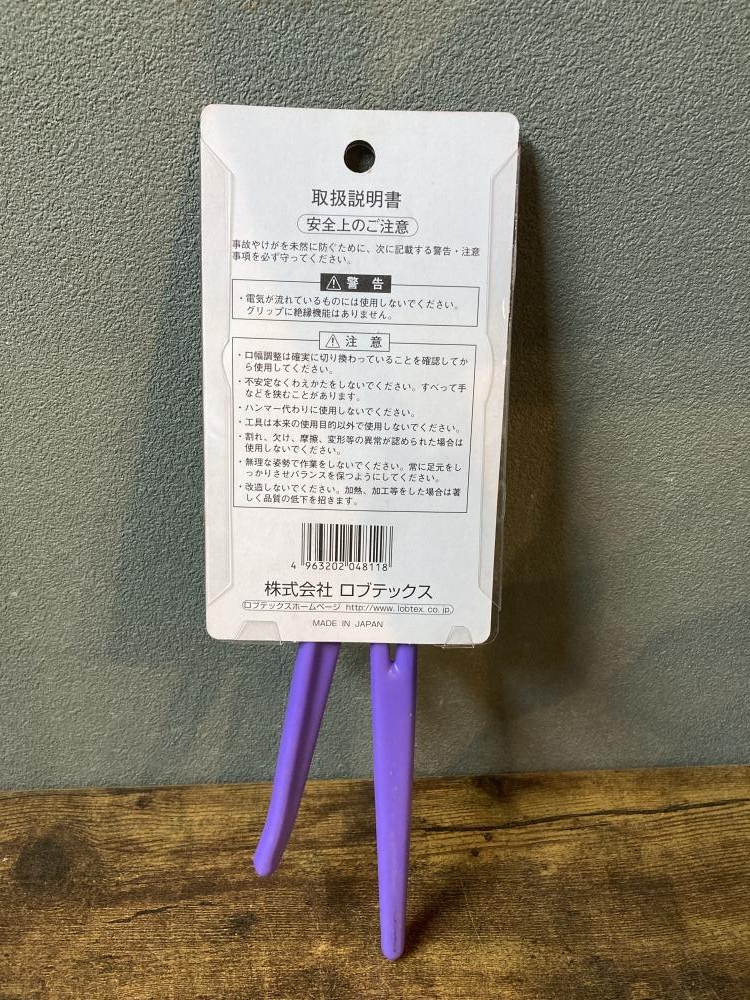 取扱説明書
安全上のご注意
事故やけがを未然に防ぐために、次に記載する警告・注意
事項を必ず守ってください。
⚠ 警 告
・電気が流れているものには使用しないでください。
グリップに絶縁機能はありません。
⚠ 注 意
・口幅調整は確実に切り換わっていることを確認してか
ら使用してください。
・不安定なくわえかたをしないでください。すべって手
などを狭むことがあります。
・ハンマー代わりに使用しないでください。
・工具は本来の使用目的以外で使用しないでください。
・割れ、欠け、摩擦、変形等の異常が認められた場合は
使用しないでください。
・無理な姿勢で作業をしないでください。常に足元をし
っかりさせバランスを保つようにしてください。
・改造しないでください。加熱、加工等をした場合は著
しく品質の低下を招きます。
4 963202 048118
株式会社 ロブテックス
ロブテックスホームページ http://www.lobtex.co.jp.
MADE IN JAPAN